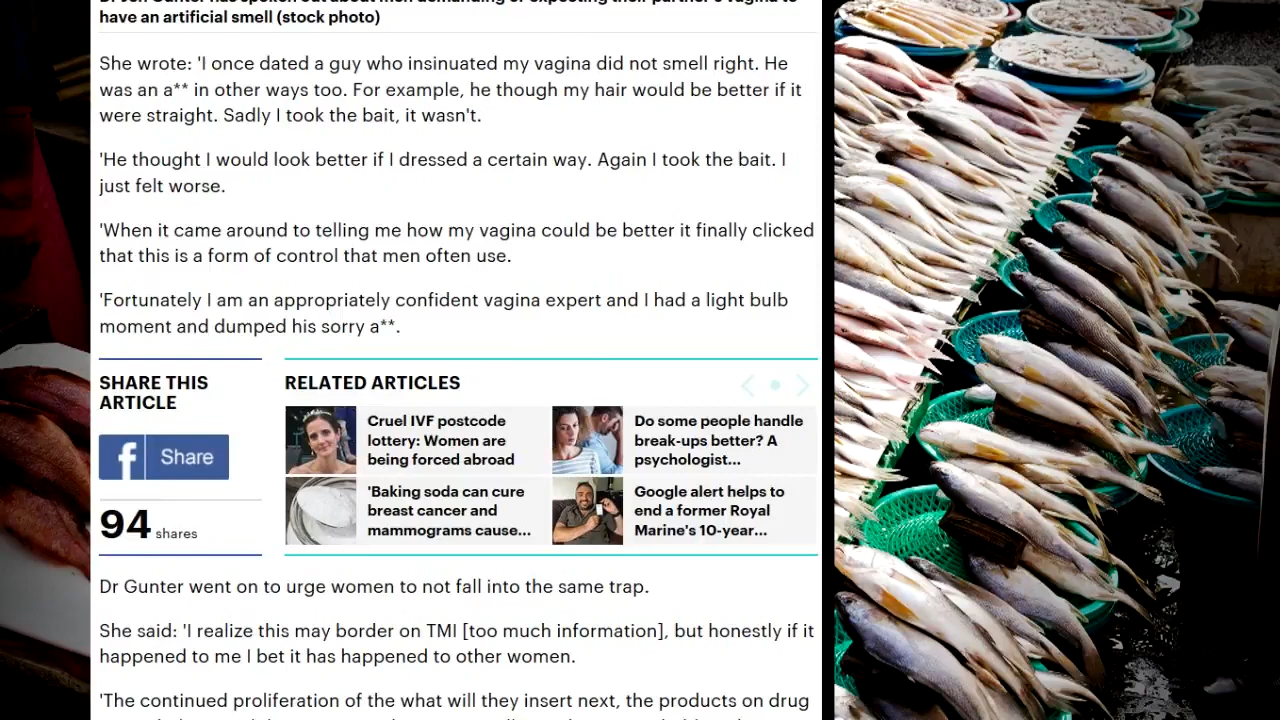 have an artificial smell (stock photo)
She wrote: 'I once dated a guy who insinuated my vagina did not smell right. He
was an a** in other ways too. For example, he though my hair would be better if it
were straight. Sadly I took the bait, it wasn't.
'He thought I would look better if I dressed a certain way. Again I took the bait. I
just felt worse.
'When it came around to telling me how my vagina could be better it finally clicked
that this is a form of control that men often use.
'Fortunately I am an appropriately confident vagina expert and I had a light bulb
moment and dumped his sorry a**.
SHARE THIS
ARTICLE
Share
94 shares
RELATED ARTICLES
Cruel IVF postcode
lottery: Women are
being forced abroad
Do some people handle
break-ups better? A
psychologist...
'Baking soda can cure
breast cancer and
mammograms cause...
Google alert helps to
end a former Royal
Marine's 10-year...
Dr Gunter went on to urge women to not fall into the same trap.
She said: 'I realize this may border on TMI [too much information], but honestly if it
happened to me I bet it has happened to other women.
'The continued proliferation of the what will they insert next, the products on drug